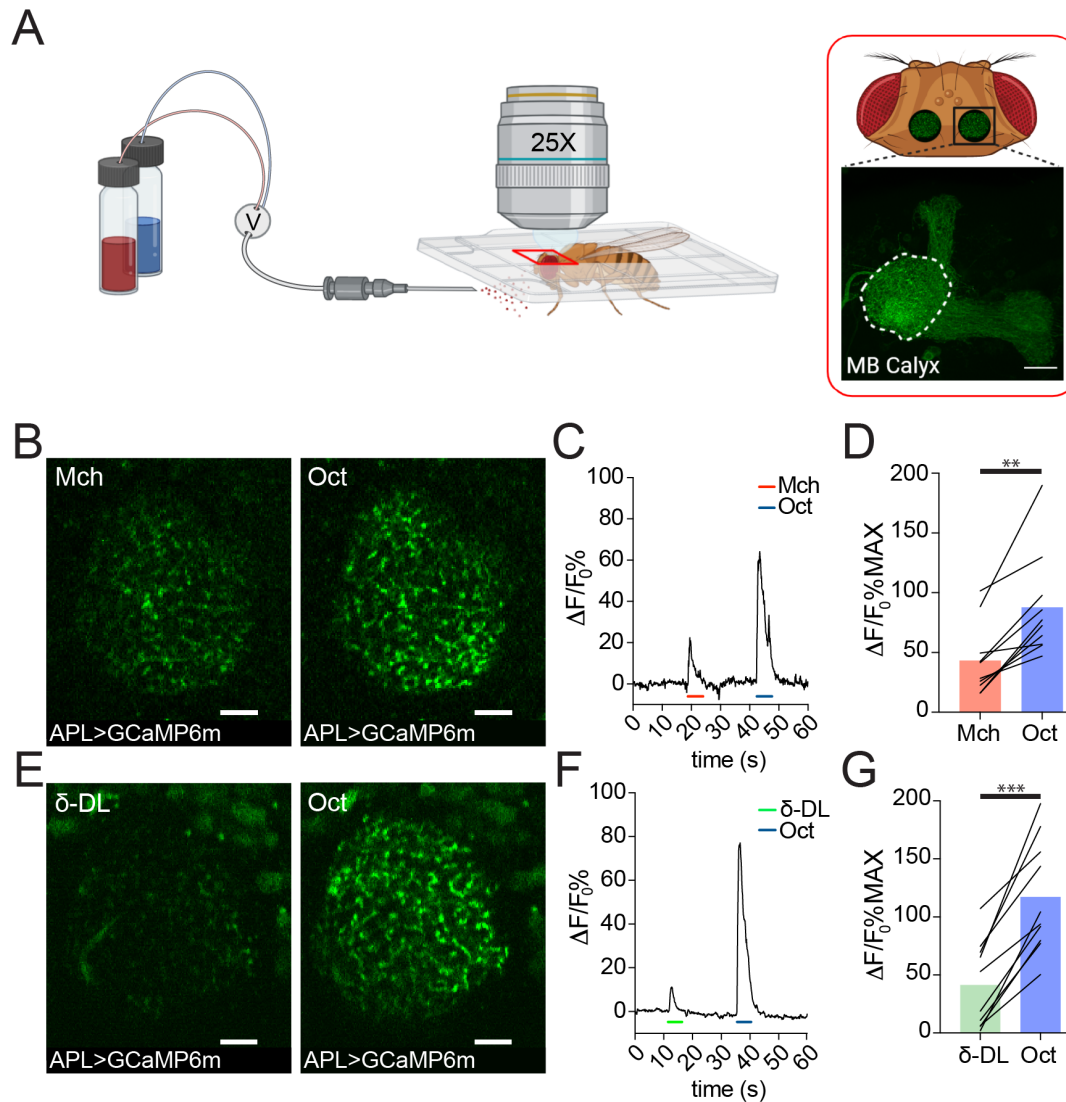 A
25X
V
MB Calyx
B
Mch
APL>GCaMP6m
Oct
APL>GCaMP6m
C
Mch
Oct
ΔF/F₀%
100
80
60
40
20
0
0 10 20 30 40 50 60
time (s)
D
**
ΔF/F₀%MAX
200
150
100
50
0
Mch Oct
E
δ-DL
APL>GCaMP6m
Oct
APL>GCaMP6m
F
δ-DL
Oct
ΔF/F₀%
100
80
60
40
20
0
0 10 20 30 40 50 60
time (s)
G
***
ΔF/F₀%MAX
200
150
100
50
0
δ-DL Oct